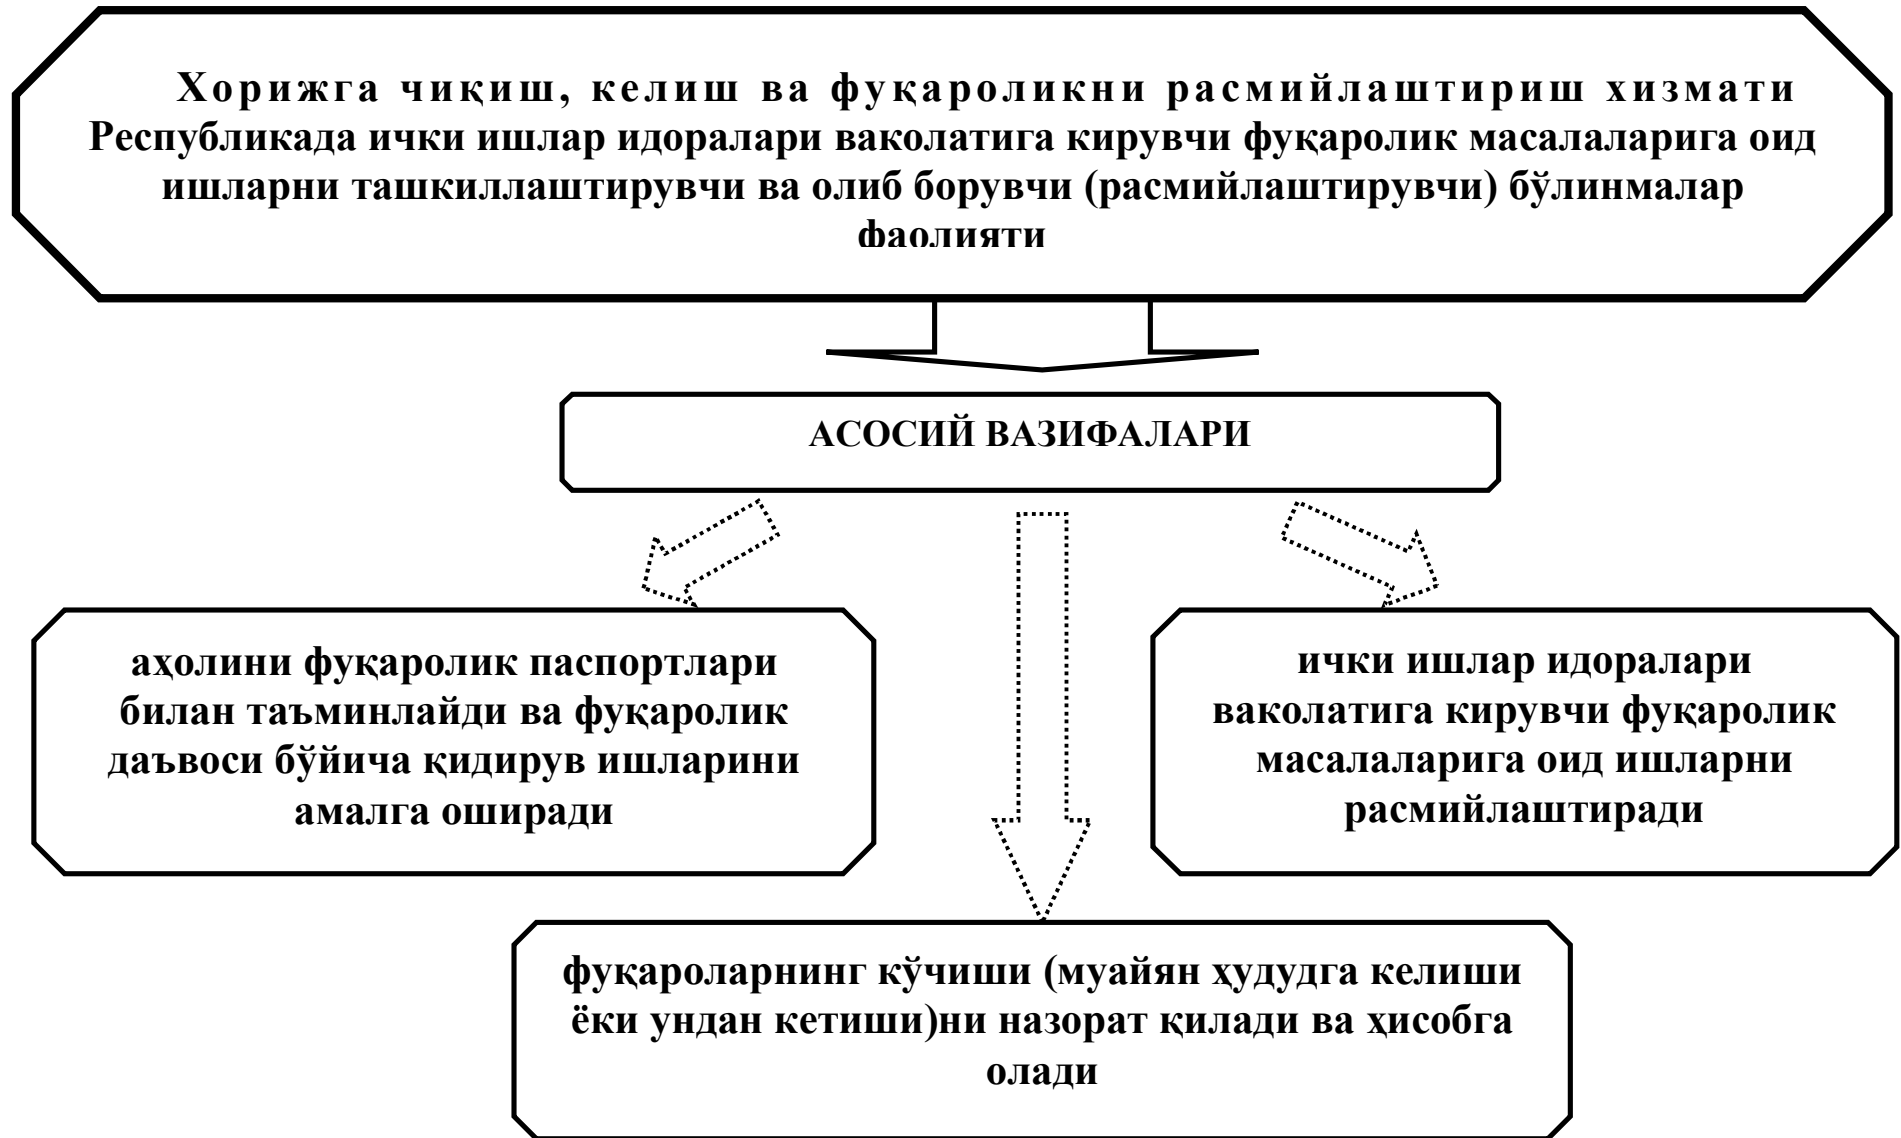 Хорижга чиқиш, келиш ва фуқароликни расмийлаштириш хизмати
Республикада ички ишлар идоралари ваколатига кирувчи фуқаролик масалаларига оид
ишларни ташкиллаштирувчи ва олиб борувчи (расмийлаштирувчи) бўлинмалар
фаолияти
АСОСИЙ ВАЗИФАЛАРИ
аҳолини фуқаролик паспортлари
билан таъминлайди ва фуқаролик
даъвоси бўйича қидирув ишларини
амалга оширади
ички ишлар идоралари
ваколатига кирувчи фуқаролик
масалаларига оид ишларни
расмийлаштиради
фуқароларнинг кўчиши (муайян ҳудудга келиши
ёки ундан кетиши)ни назорат қилади ва ҳисобга
олади